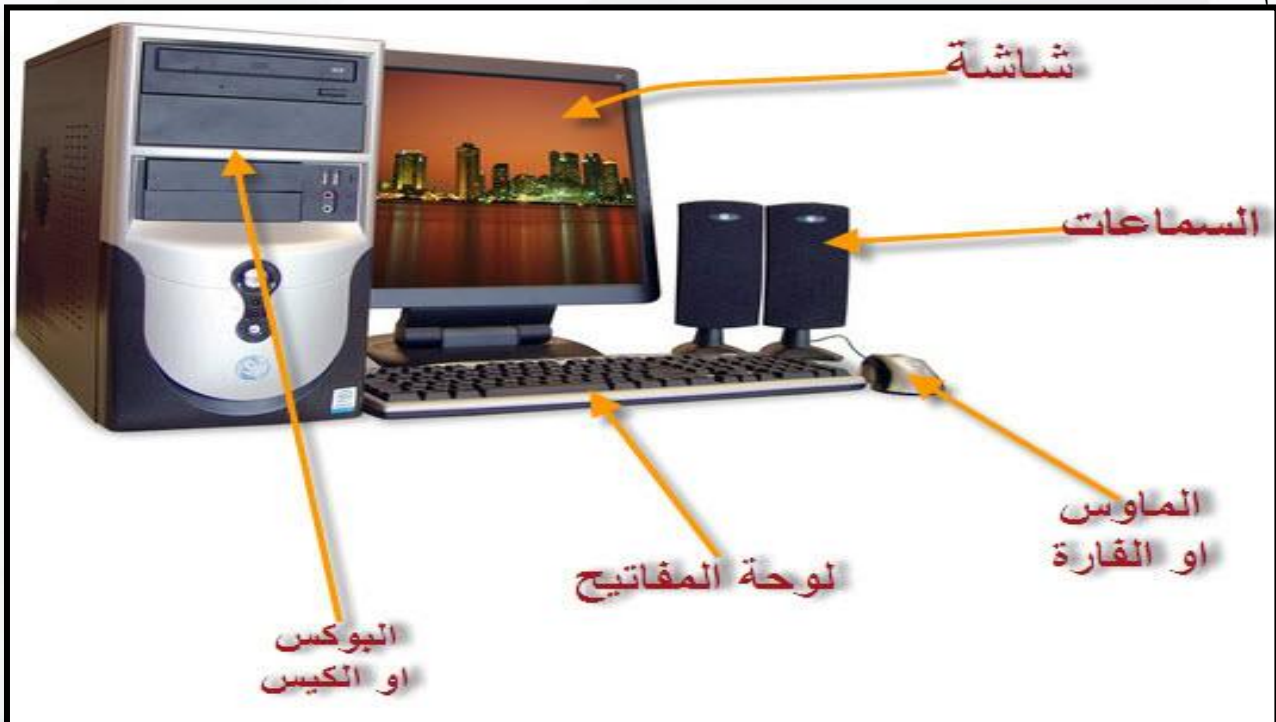 شاشة
السماعات
الماوس
او الفارة
لوحة المفاتيح
البوكس
او الكيس